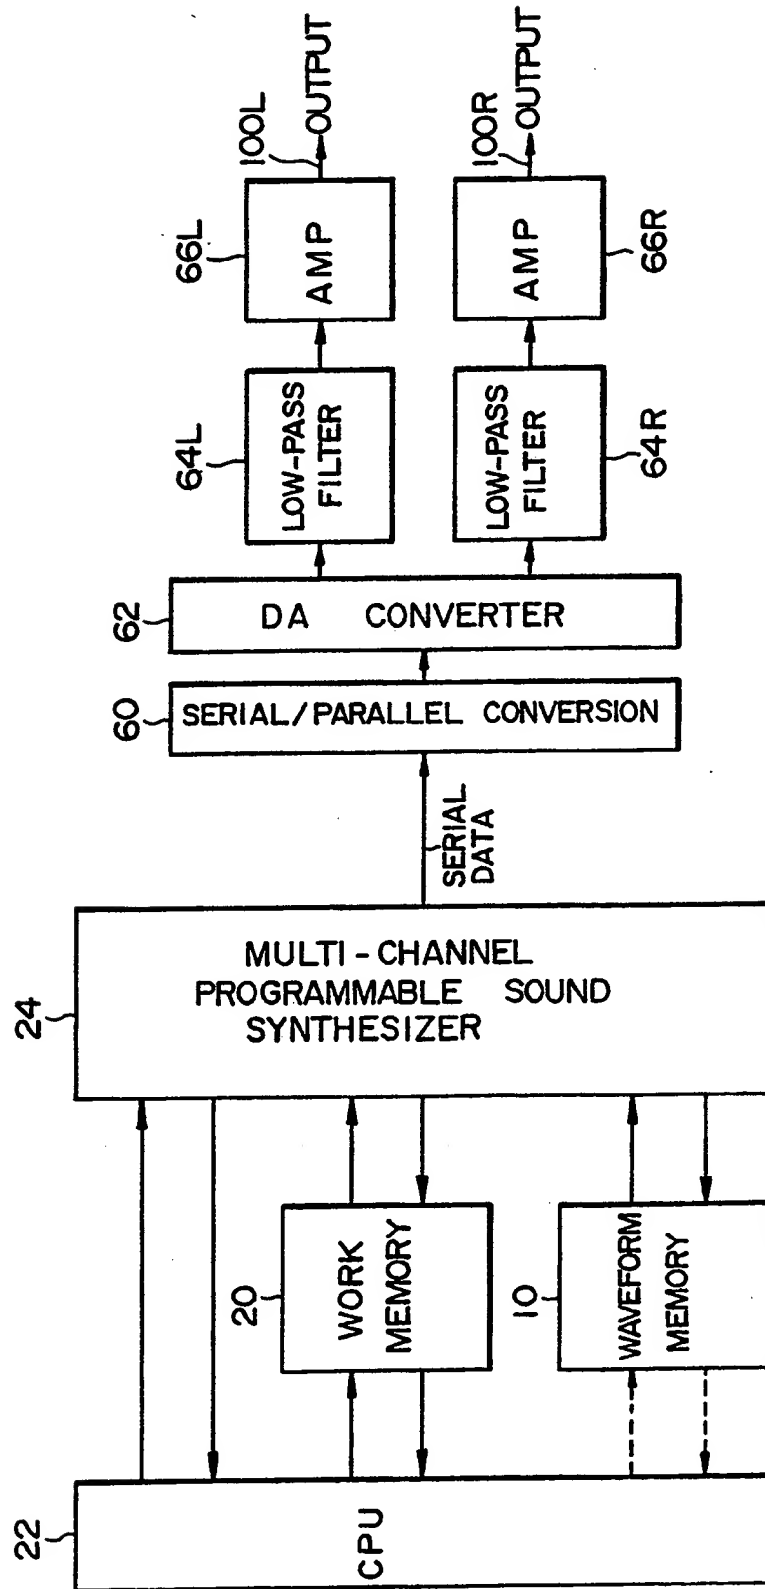 22
CPU
20
WORK
MEMORY
10
WAVEFORM
MEMORY
24
MULTI-CHANNEL
PROGRAMMABLE SOUND
SYNTHESIZER
SERIAL
DATA
60
SERIAL/PARALLEL CONVERSION
62
DA CONVERTER
64L
LOW-PASS
FILTER
66L
AMP
100L
OUTPUT
LOW-PASS
FILTER
64R
AMP
66R
100R
OUTPUT